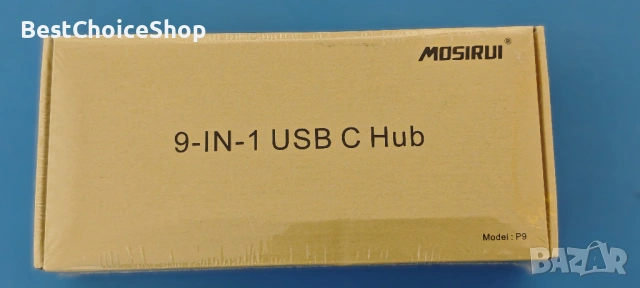 BestChoiceShop
MOSIRUI®
9-IN-1 USB C Hub
Model : P9
BAZAR